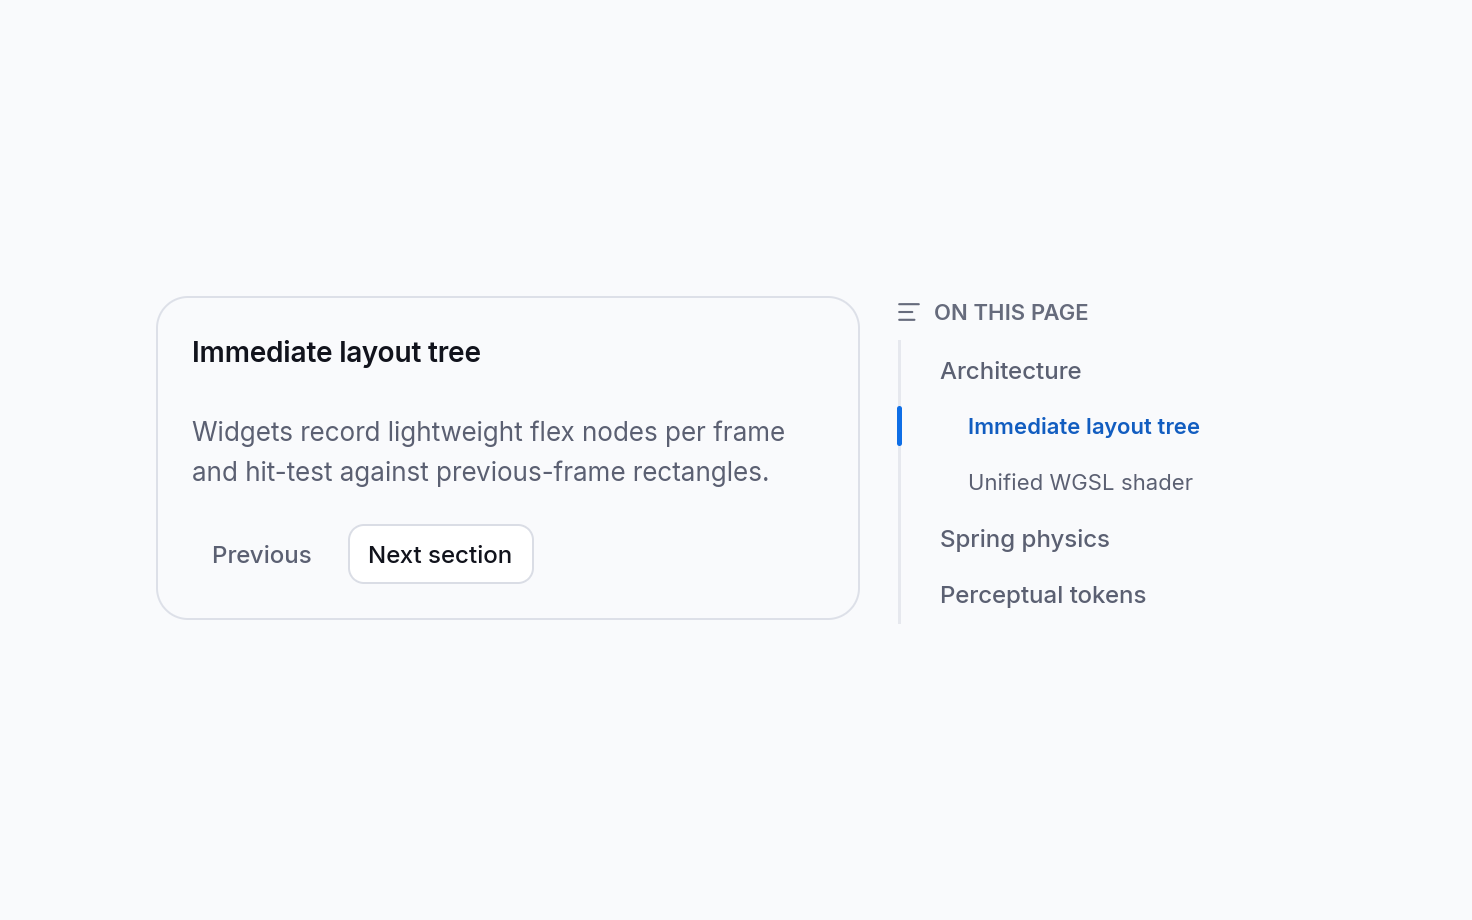 Immediate layout tree
Widgets record lightweight flex nodes per frame
and hit-test against previous-frame rectangles.
Previous
Next section
ON THIS PAGE
Architecture
Immediate layout tree
Unified WGSL shader
Spring physics
Perceptual tokens